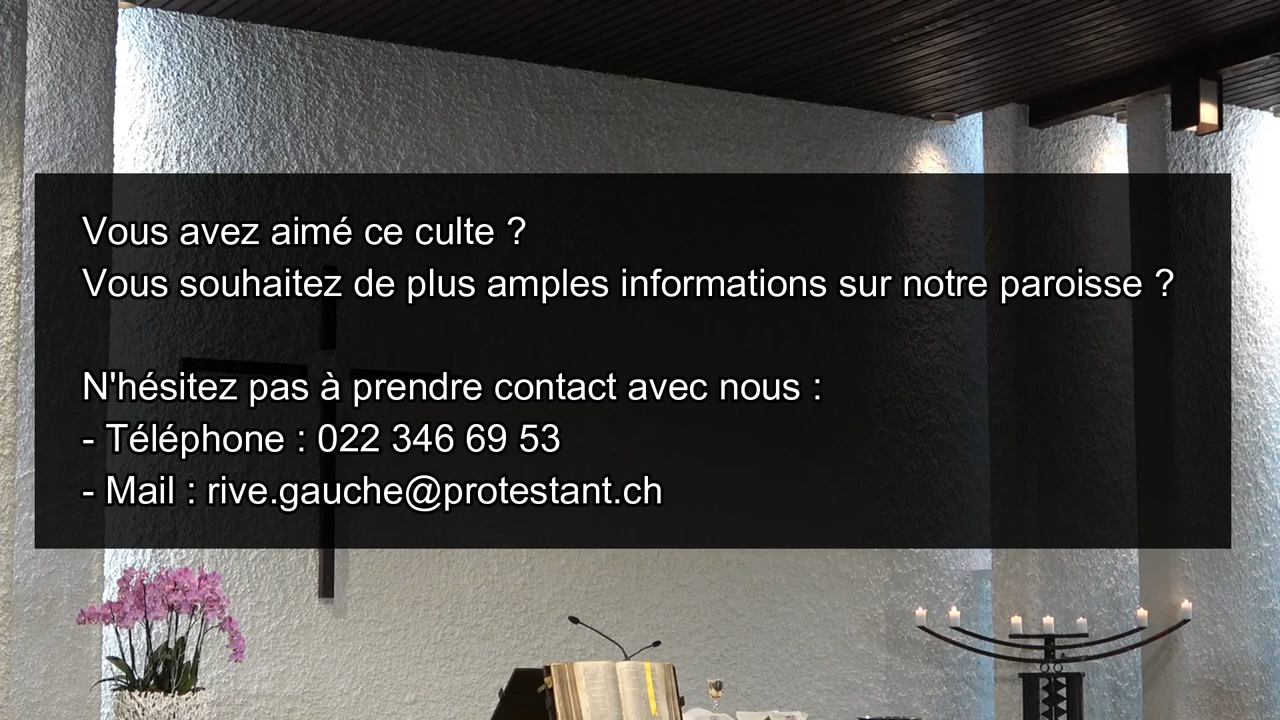 Vous avez aimé ce culte ?
Vous souhaitez de plus amples informations sur notre paroisse ?
N'hésitez pas à prendre contact avec nous :
- Téléphone : 022 346 69 53
- Mail : rive.gauche@protestant.ch